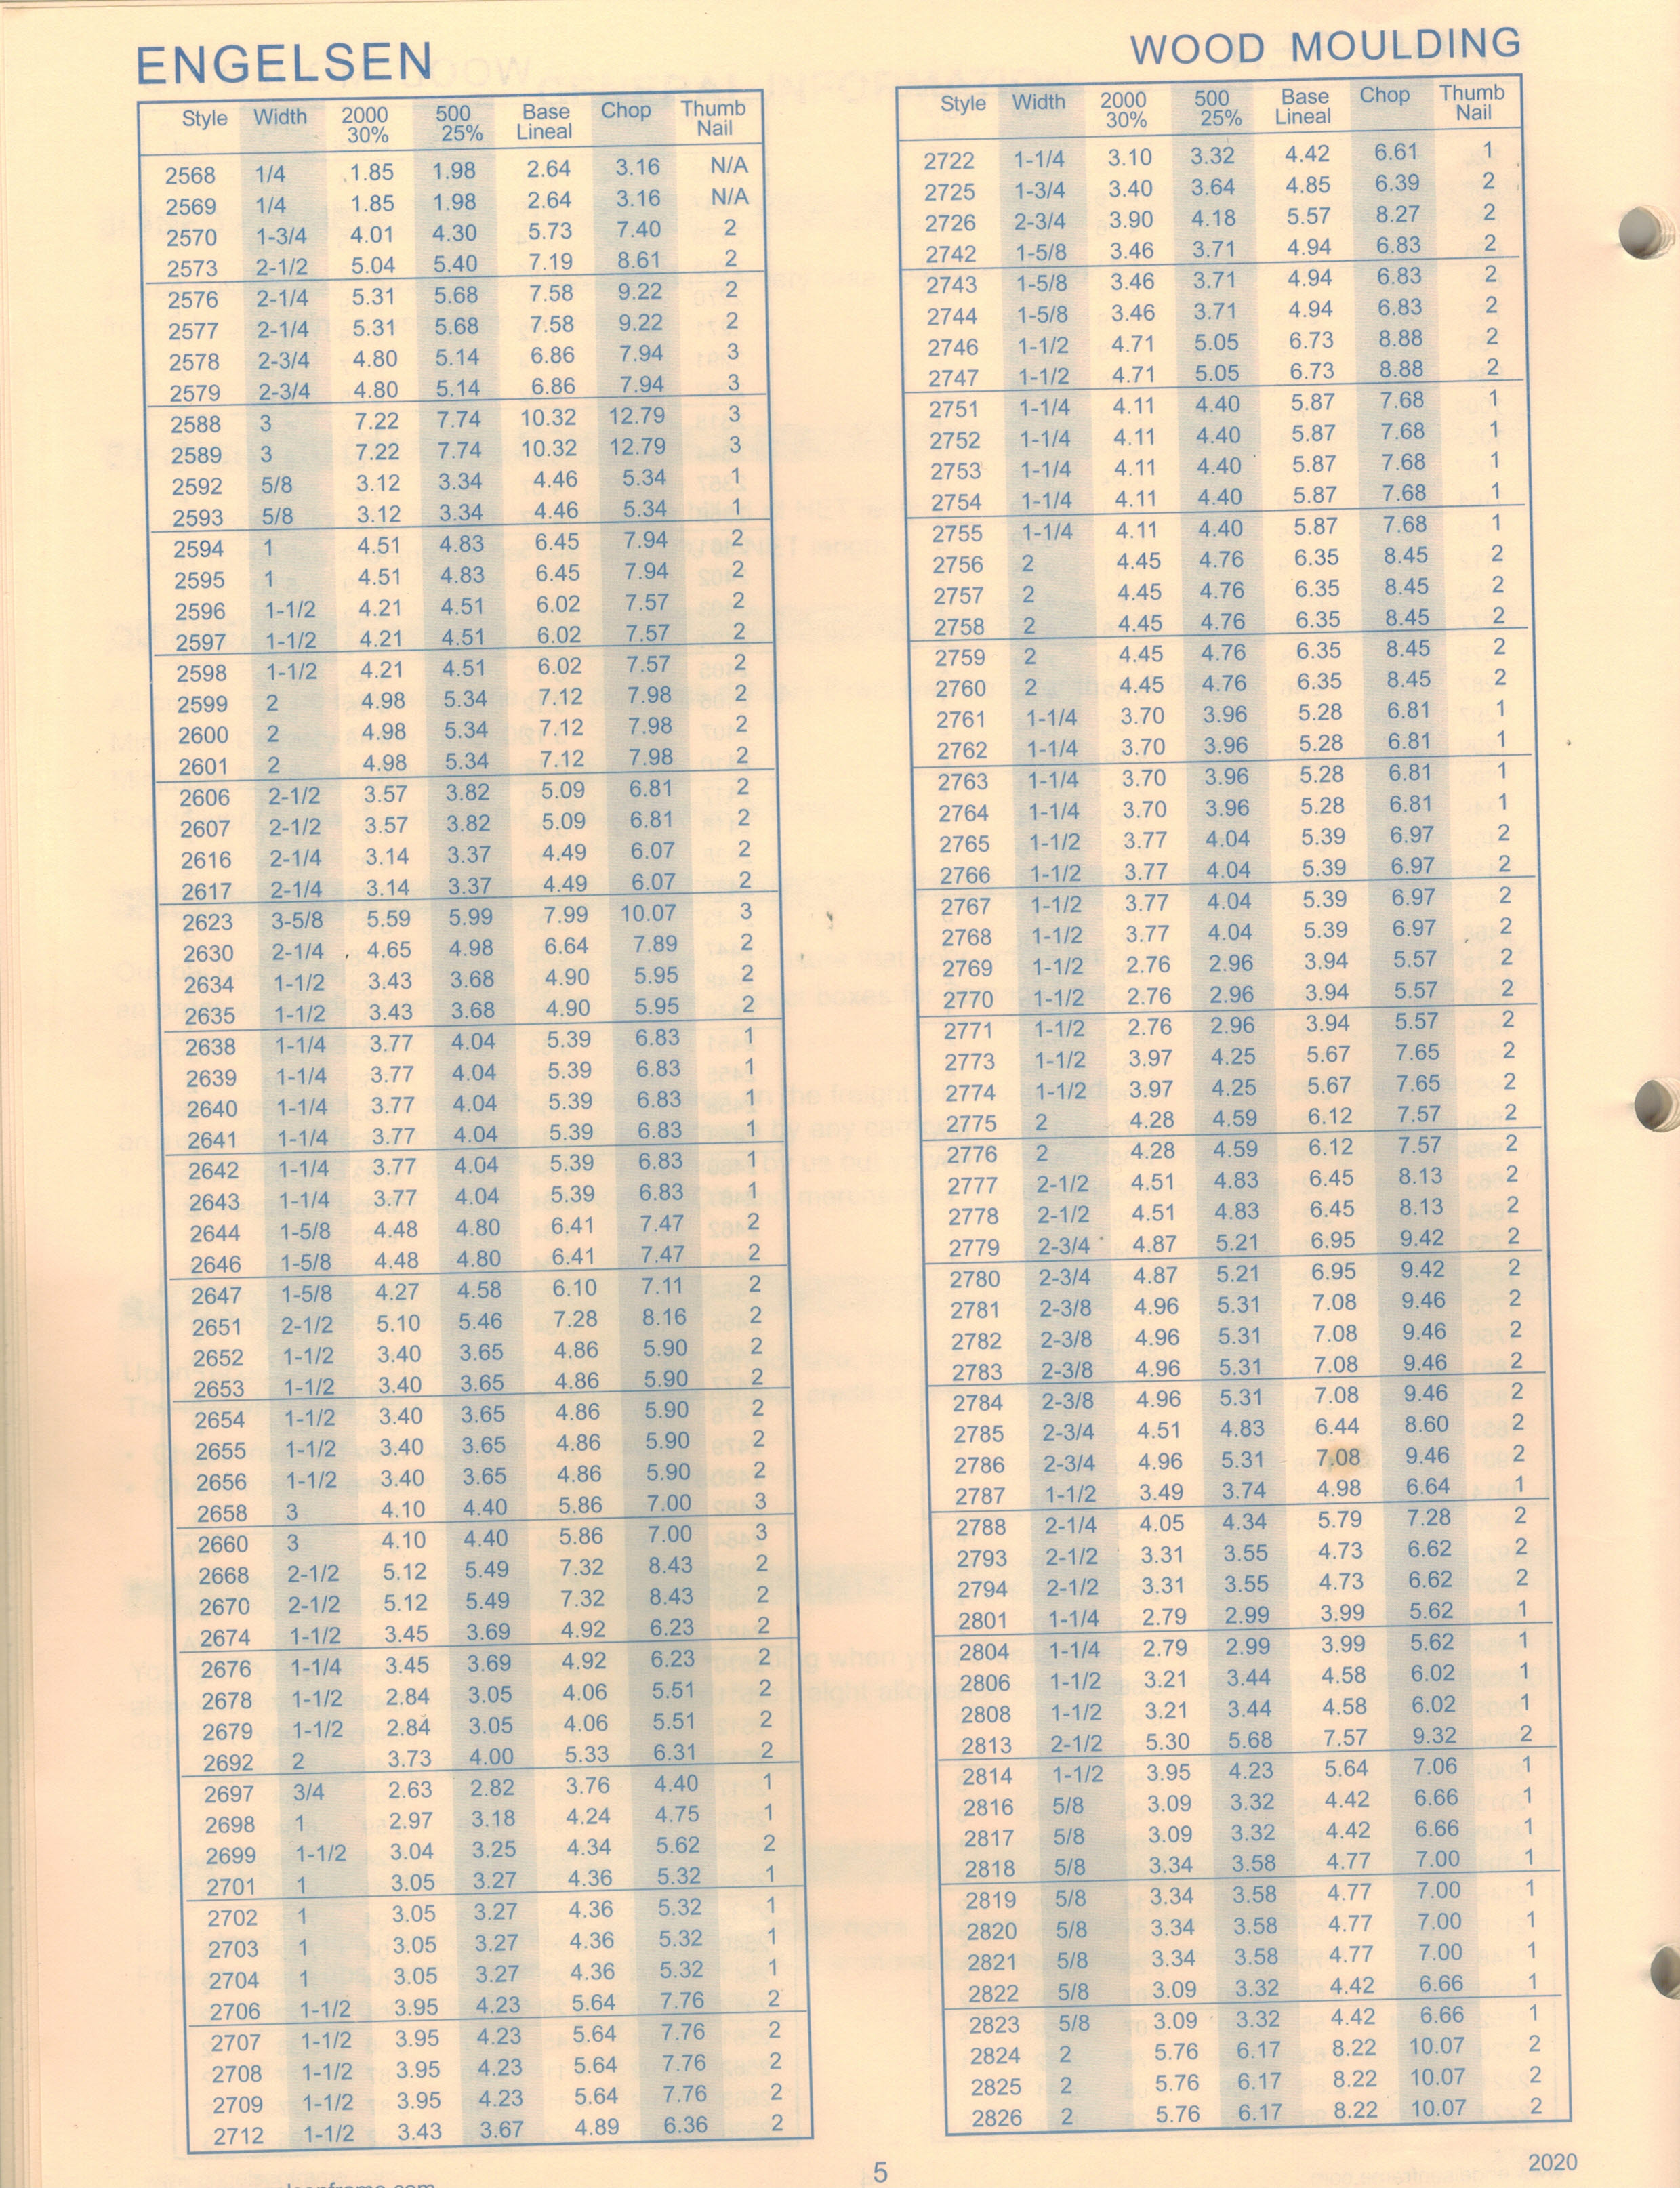 ENGELSEN
WOOD MOULDING
Style Width 2000 30% 500 25% Base Lineal Chop Thumb Nail
2568 1/4 1.85 1.98 2.64 3.16 N/A
2569 1/4 1.85 1.98 2.64 3.16 N/A
2570 1-3/4 4.01 4.30 5.73 7.40 2
2573 2-1/2 5.04 5.40 7.19 8.61 2
2576 2-1/4 5.31 5.68 7.58 9.22 2
2577 2-1/4 5.31 5.68 7.58 9.22 2
2578 2-3/4 4.80 5.14 6.86 7.94 3
2579 2-3/4 4.80 5.14 6.86 7.94 3
2588 3 7.22 7.74 10.32 12.79 3
2589 3 7.22 7.74 10.32 12.79 3
2592 5/8 3.12 3.34 4.46 5.34 1
2593 5/8 3.12 3.34 4.46 5.34 1
2594 1 4.51 4.83 6.45 7.94 2
2595 1 4.51 4.83 6.45 7.94 2
2596 1-1/2 4.21 4.51 6.02 7.57 2
2597 1-1/2 4.21 4.51 6.02 7.57 2
2598 1-1/2 4.21 4.51 6.02 7.57 2
2599 2 4.98 5.34 7.12 7.98 2
2600 2 4.98 5.34 7.12 7.98 2
2601 2 4.98 5.34 7.12 7.98 2
2606 2-1/2 3.57 3.82 5.09 6.81 2
2607 2-1/2 3.57 3.82 5.09 6.81 2
2616 2-1/4 3.14 3.37 4.49 6.07 2
2617 2-1/4 3.14 3.37 4.49 6.07 2
2623 3-5/8 5.59 5.99 7.99 10.07 3
2630 2-1/4 4.65 4.98 6.64 7.89 2
2634 1-1/2 3.43 3.68 4.90 5.95 2
2635 1-1/2 3.43 3.68 4.90 5.95 2
2638 1-1/4 3.77 4.04 5.39 6.83 1
2639 1-1/4 3.77 4.04 5.39 6.83 1
2640 1-1/4 3.77 4.04 5.39 6.83 1
2641 1-1/4 3.77 4.04 5.39 6.83 1
2642 1-1/4 3.77 4.04 5.39 6.83 1
2643 1-1/4 3.77 4.04 5.39 6.83 1
2644 1-5/8 4.48 4.80 6.41 7.47 2
2646 1-5/8 4.48 4.80 6.41 7.47 2
2647 1-5/8 4.27 4.58 6.10 7.11 2
2651 2-1/2 5.10 5.46 7.28 8.16 2
2652 1-1/2 3.40 3.65 4.86 5.90 2
2653 1-1/2 3.40 3.65 4.86 5.90 2
2654 1-1/2 3.40 3.65 4.86 5.90 2
2655 1-1/2 3.40 3.65 4.86 5.90 2
2656 1-1/2 3.40 3.65 4.86 5.90 2
2658 3 4.10 4.40 5.86 7.00 3
2660 3 4.10 4.40 5.86 7.00 3
2668 2-1/2 5.12 5.49 7.32 8.43 2
2670 2-1/2 5.12 5.49 7.32 8.43 2
2674 1-1/2 3.45 3.69 4.92 6.23 2
2676 1-1/4 3.45 3.69 4.92 6.23 2
2678 1-1/2 2.84 3.05 4.06 5.51 2
2679 1-1/2 2.84 3.05 4.06 5.51 2
2692 2 3.73 4.00 5.33 6.31 2
2697 3/4 2.63 2.82 3.76 4.40 1
2698 1 2.97 3.18 4.24 4.75 1
2699 1-1/2 3.04 3.25 4.34 5.62 2
2701 1 3.05 3.27 4.36 5.32 1
2702 1 3.05 3.27 4.36 5.32 1
2703 1 3.05 3.27 4.36 5.32 1
2704 1 3.05 3.27 4.36 5.32 1
2706 1-1/2 3.95 4.23 5.64 7.76 2
2707 1-1/2 3.95 4.23 5.64 7.76 2
2708 1-1/2 3.95 4.23 5.64 7.76 2
2709 1-1/2 3.95 4.23 5.64 7.76 2
2712 1-1/2 3.43 3.67 4.89 6.36 2
Style Width 2000 30% 500 25% Base Lineal Chop Thumb Nail
2722 1-1/4 3.10 3.32 4.42 6.61 1
2725 1-3/4 3.40 3.64 4.85 6.39 2
2726 2-3/4 3.90 4.18 5.57 8.27 2
2742 1-5/8 3.46 3.71 4.94 6.83 2
2743 1-5/8 3.46 3.71 4.94 6.83 2
2744 1-5/8 3.46 3.71 4.94 6.83 2
2746 1-1/2 4.71 5.05 6.73 8.88 2
2747 1-1/2 4.71 5.05 6.73 8.88 2
2751 1-1/4 4.11 4.40 5.87 7.68 1
2752 1-1/4 4.11 4.40 5.87 7.68 1
2753 1-1/4 4.11 4.40 5.87 7.68 1
2754 1-1/4 4.11 4.40 5.87 7.68 1
2755 1-1/4 4.11 4.40 5.87 7.68 1
2756 2 4.45 4.76 6.35 8.45 2
2757 2 4.45 4.76 6.35 8.45 2
2758 2 4.45 4.76 6.35 8.45 2
2759 2 4.45 4.76 6.35 8.45 2
2760 2 4.45 4.76 6.35 8.45 2
2761 1-1/4 3.70 3.96 5.28 6.81 1
2762 1-1/4 3.70 3.96 5.28 6.81 1
2763 1-1/4 3.70 3.96 5.28 6.81 1
2764 1-1/4 3.70 3.96 5.28 6.81 1
2765 1-1/2 3.77 4.04 5.39 6.97 2
2766 1-1/2 3.77 4.04 5.39 6.97 2
2767 1-1/2 3.77 4.04 5.39 6.97 2
2768 1-1/2 3.77 4.04 5.39 6.97 2
2769 1-1/2 2.76 2.96 3.94 5.57 2
2770 1-1/2 2.76 2.96 3.94 5.57 2
2771 1-1/2 2.76 2.96 3.94 5.57 2
2773 1-1/2 3.97 4.25 5.67 7.65 2
2774 1-1/2 3.97 4.25 5.67 7.65 2
2775 2 4.28 4.59 6.12 7.57 2
2776 2 4.28 4.59 6.12 7.57 2
2777 2-1/2 4.51 4.83 6.45 8.13 2
2778 2-1/2 4.51 4.83 6.45 8.13 2
2779 2-3/4 4.87 5.21 6.95 9.42 2
2780 2-3/4 4.87 5.21 6.95 9.42 2
2781 2-3/8 4.96 5.31 7.08 9.46 2
2782 2-3/8 4.96 5.31 7.08 9.46 2
2783 2-3/8 4.96 5.31 7.08 9.46 2
2784 2-3/8 4.96 5.31 7.08 9.46 2
2785 2-3/4 4.51 4.83 6.44 8.60 2
2786 2-3/4 4.96 5.31 7.08 9.46 2
2787 1-1/2 3.49 3.74 4.98 6.64 1
2788 2-1/4 4.05 4.34 5.79 7.28 2
2793 2-1/2 3.31 3.55 4.73 6.62 2
2794 2-1/2 3.31 3.55 4.73 6.62 2
2801 1-1/4 2.79 2.99 3.99 5.62 1
2804 1-1/4 2.79 2.99 3.99 5.62 1
2806 1-1/2 3.21 3.44 4.58 6.02 1
2808 1-1/2 3.21 3.44 4.58 6.02 1
2813 2-1/2 5.30 5.68 7.57 9.32 2
2814 1-1/2 3.95 4.23 5.64 7.06 1
2816 5/8 3.09 3.32 4.42 6.66 1
2817 5/8 3.09 3.32 4.42 6.66 1
2818 5/8 3.34 3.58 4.77 7.00 1
2819 5/8 3.34 3.58 4.77 7.00 1
2820 5/8 3.34 3.58 4.77 7.00 1
2821 5/8 3.34 3.58 4.77 7.00 1
2822 5/8 3.09 3.32 4.42 6.66 1
2823 5/8 3.09 3.32 4.42 6.66 1
2824 2 5.76 6.17 8.22 10.07 2
2825 2 5.76 6.17 8.22 10.07 2
2826 2 5.76 6.17 8.22 10.07 2
5
2020